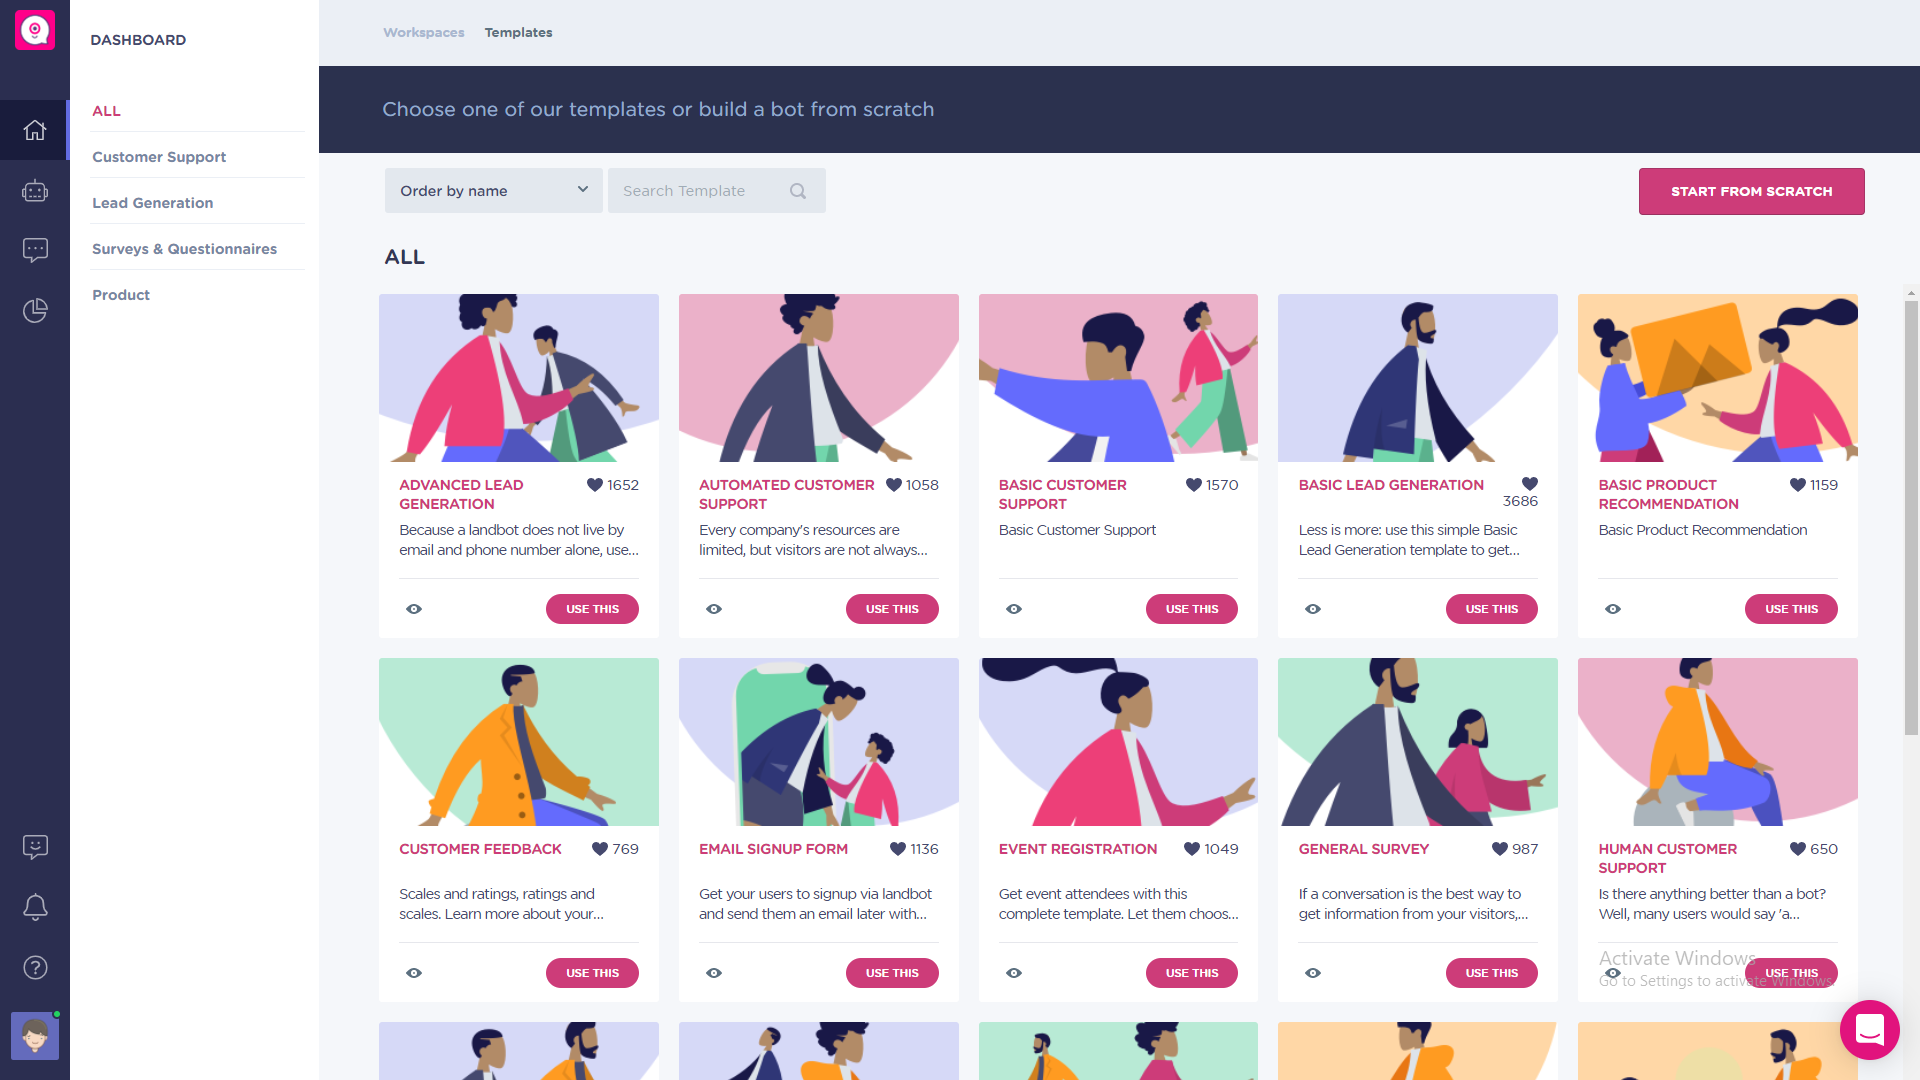 DASHBOARD
ALL
Customer Support
Lead Generation
Surveys & Questionnaires
Product
Workspaces Templates
Choose one of our templates or build a bot from scratch
Order by name
Search Template
START FROM SCRATCH
ALL
ADVANCED LEAD
GENERATION
1652
Because a landbot does not live by
email and phone number alone, use...
USE THIS
AUTOMATED CUSTOMER
SUPPORT
1058
Every company's resources are
limited, but visitors are not always...
USE THIS
BASIC CUSTOMER
SUPPORT
1570
Basic Customer Support
USE THIS
BASIC LEAD GENERATION
3686
Less is more: use this simple Basic
Lead Generation template to get...
USE THIS
BASIC PRODUCT
RECOMMENDATION
1159
Basic Product Recommendation
USE THIS
CUSTOMER FEEDBACK
769
Scales and ratings, ratings and
scales. Learn more about your...
USE THIS
EMAIL SIGNUP FORM
1136
Get your users to signup via landbot
and send them an email later with...
USE THIS
EVENT REGISTRATION
1049
Get event attendees with this
complete template. Let them choos...
USE THIS
GENERAL SURVEY
987
If a conversation is the best way to
get information from your visitors,...
USE THIS
HUMAN CUSTOMER
SUPPORT
650
Is there anything better than a bot?
Well, many users would say 'a...
USE THIS
Activate Windows
Go to Settings to activate Windows.